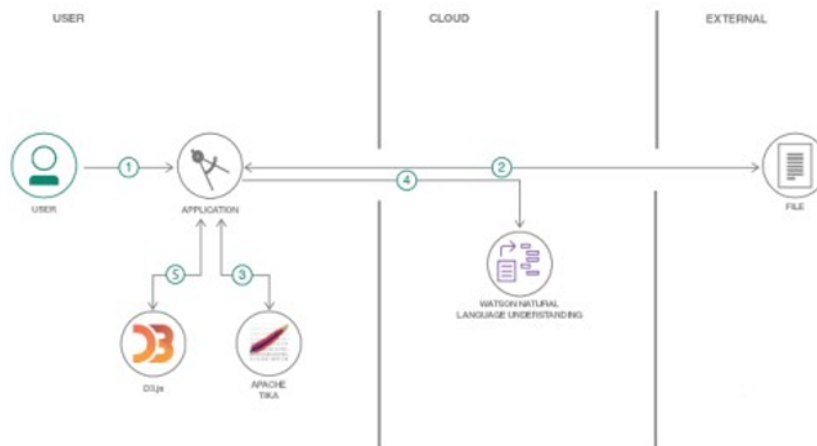 USER
CLOUD
EXTERNAL
1
2
4
USER
APPLICATION
FILE
5
3
WATSON NATURAL
LANGUAGE UNDERSTANDING
D3.js
APACHE
TIKA